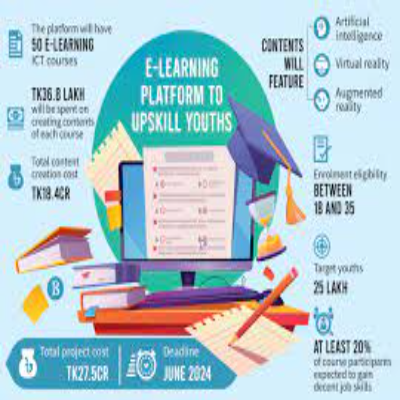 The platform will have
50 E-LEARNING
ICT courses
TK36.8 LAKH
will be spent on
creating contents
of each course
Total content
creation cost
TK18.4CR
E-LEARNING
PLATFORM TO
UPSKILL YOUTHS
CONTENTS
WILL
FEATURE
Artificial
intelligence
Virtual reality
Augmented
reality
Enrolment eligibility
BETWEEN
18 AND 35
Target youths
25 LAKH
AT LEAST 20%
of course participants
expected to gain
decent job skills
Total project cost
TK27.5CR
Deadline
JUNE 2024